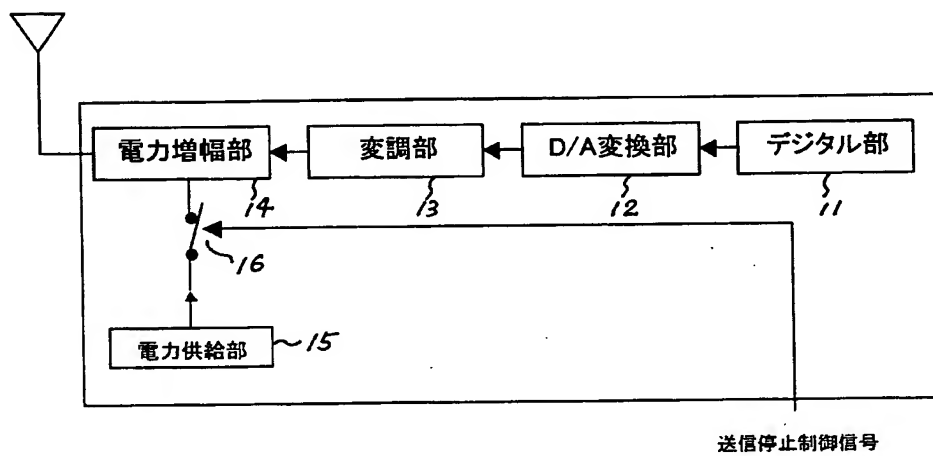 電力増幅部
変調部
D/A変換部
デジタル部
14
13
12
11
16
電力供給部
15
送信停止制御信号